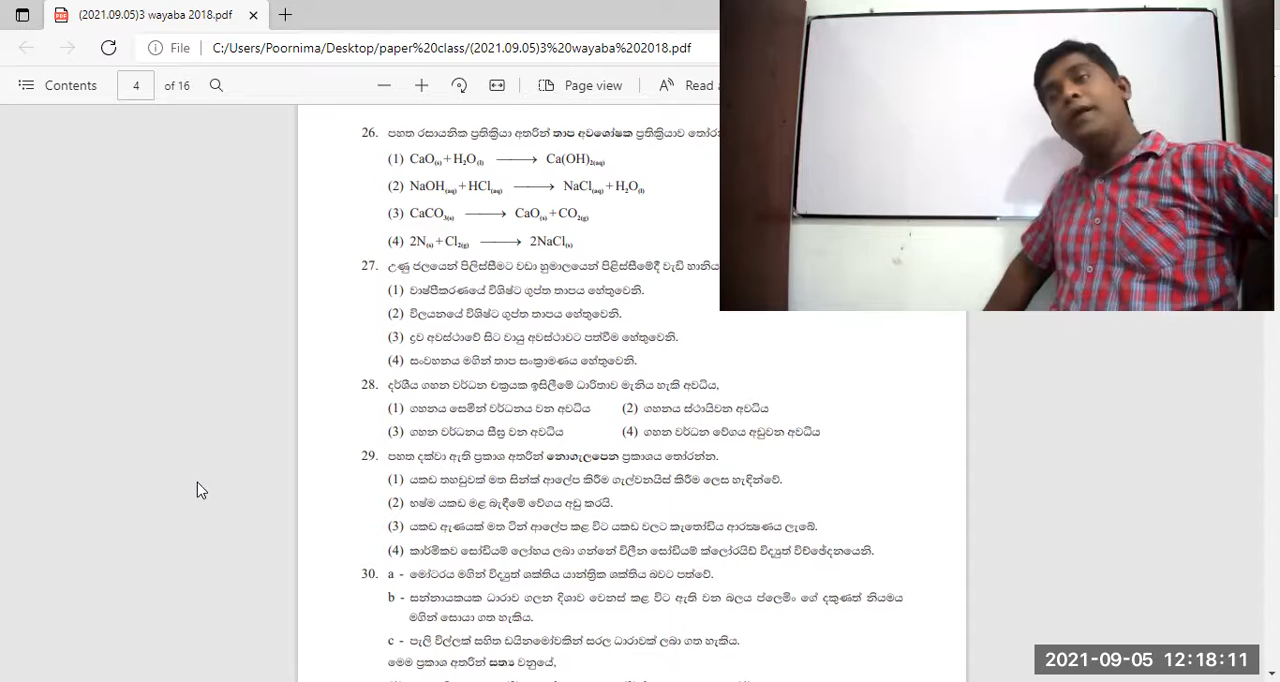 (2021.09.05)3 wayaba 2018.pdf
File C:/Users/Poornima/Desktop/paper%20class/(2021.09.05)3%20wayaba%202018.pdf
Contents 4 of 16 Page view Read a
26. පහත රසායනික ප්‍රතික්‍රියා අතරින් තාප අවශෝෂක ප්‍රතික්‍රියාව තෝර
(1) CaO(s) + H₂O(l) ⟶ Ca(OH)₂(aq)
(2) NaOH(aq) + HCl(aq) ⟶ NaCl(aq) + H₂O(l)
(3) CaCO₃(s) ⟶ CaO(s) + CO₂(g)
(4) 2N(s) + Cl₂(g) ⟶ 2NaCl(s)
27. උණු ජලයෙන් පිලිස්සීමට වඩා හුමාලයෙන් පිළිස්සීමේදී වැඩි හානිය
(1) වාෂ්පීකරණයේ විශිෂ්ට ගුප්ත තාපය හේතුවෙනි.
(2) විලයනයේ විශිෂ්ට ගුප්ත තාපය හේතුවෙනි.
(3) ද්‍රව අවස්ථාවේ සිට වායු අවස්ථාවට පත්වීම හේතුවෙනි.
(4) සංවහනය මගින් තාප සංක්‍රාමණය හේතුවෙනි.
28. දර්ශීය ගහන වර්ධන චක්‍රයක ඉසිලීමේ ධාරිතාව මැනිය හැකි අවධිය,
(1) ගහනය සෙමින් වර්ධනය වන අවධිය (2) ගහනය ස්ථායිවන අවධිය
(3) ගහන වර්ධනය සීඝ්‍ර වන අවධිය (4) ගහන වර්ධන වේගය අඩුවන අවධිය
29. පහත දක්වා ඇති ප්‍රකාශ අතරින් නොගැලපෙන ප්‍රකාශය තෝරන්න.
(1) යකඩ තහඩුවක් මත සින්ක් ආලේප කිරීම ගැල්වනයිස් කිරීම ලෙස හැඳින්වේ.
(2) භෂ්ම යකඩ මළ බැඳීමේ වේගය අඩු කරයි.
(3) යකඩ ඇණයක් මත ටින් ආලේප කළ විට යකඩ වලට කැතෝඩිය ආරක්‍ෂණය ලැබේ.
(4) කාර්මිකව සෝඩියම් ලෝහය ලබා ගන්නේ විලීන සෝඩියම් ක්ලෝරයිඩ් විද්‍යුත් විච්ඡේදනයෙනි.
30. a - මෝටරය මගින් විද්‍යුත් ශක්තිය යාන්ත්‍රික ශක්තිය බවට පත්වේ.
b - සන්නායකයක ධාරාව ගලන දිශාව වෙනස් කළ විට ඇති වන බලය ප්ලෙමිං ගේ දකුණත් නියමය
මගින් සොයා ගත හැකිය.
c - පැලි වළල්ලක් සහිත ඩයිනමෝවකින් සරල ධාරාවක් ලබා ගත හැකිය.
මෙම ප්‍රකාශ අතරින් සත්‍ය වනුයේ,
2021-09-05 12:18:11